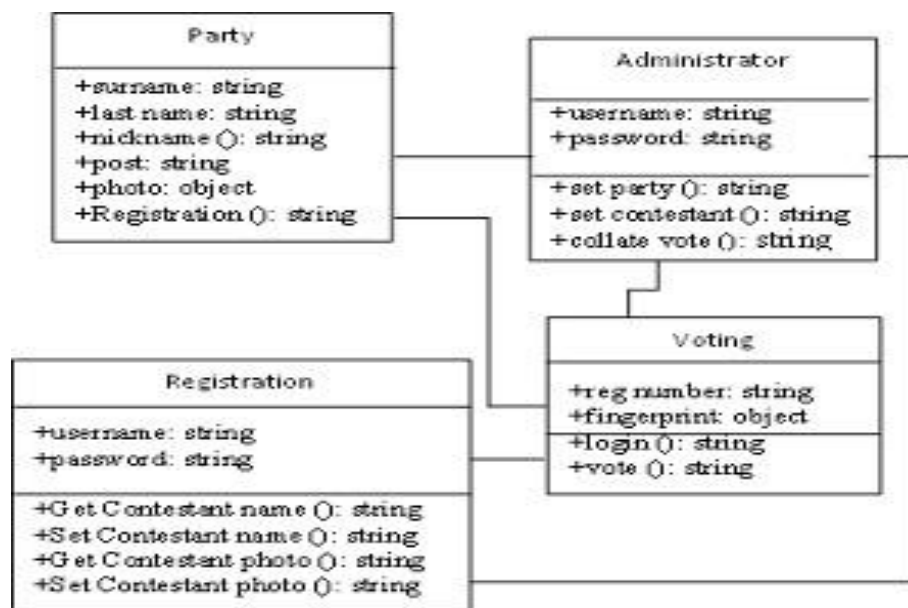 Party
+surname: string
+last name: string
+nickname (): string
+post: string
+photo: object
+Registration (): string
Administrator
+username: string
+password: string
+set party (): string
+set contestant (): string
+collate vote (): string
Voting
+reg number: string
+fingerprint: object
+login (): string
+vote (): string
Registration
+username: string
+password: string
+Get Contestant name (): string
+Set Contestant name (): string
+Get Contestant photo (): string
+Set Contestant photo (): string